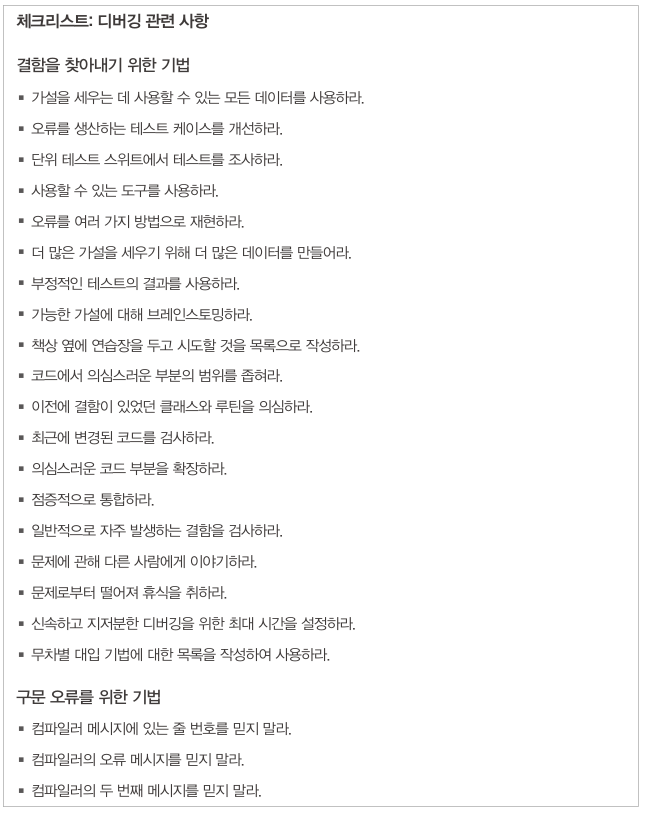 체크리스트: 디버깅 관련 사항
결함을 찾아내기 위한 기법
▪ 가설을 세우는 데 사용할 수 있는 모든 데이터를 사용하라.
▪ 오류를 생산하는 테스트 케이스를 개선하라.
▪ 단위 테스트 스위트에서 테스트를 조사하라.
▪ 사용할 수 있는 도구를 사용하라.
▪ 오류를 여러 가지 방법으로 재현하라.
▪ 더 많은 가설을 세우기 위해 더 많은 데이터를 만들어라.
▪ 부정적인 테스트의 결과를 사용하라.
▪ 가능한 가설에 대해 브레인스토밍하라.
▪ 책상 옆에 연습장을 두고 시도할 것을 목록으로 작성하라.
▪ 코드에서 의심스러운 부분의 범위를 좁혀라.
▪ 이전에 결함이 있었던 클래스와 루틴을 의심하라.
▪ 최근에 변경된 코드를 검사하라.
▪ 의심스러운 코드 부분을 확장하라.
▪ 점증적으로 통합하라.
▪ 일반적으로 자주 발생하는 결함을 검사하라.
▪ 문제에 관해 다른 사람에게 이야기하라.
▪ 문제로부터 떨어져 휴식을 취하라.
▪ 신속하고 지저분한 디버깅을 위한 최대 시간을 설정하라.
▪ 무차별 대입 기법에 대한 목록을 작성하여 사용하라.
구문 오류를 위한 기법
▪ 컴파일러 메시지에 있는 줄 번호를 믿지 말라.
▪ 컴파일러의 오류 메시지를 믿지 말라.
▪ 컴파일러의 두 번째 메시지를 믿지 말라.